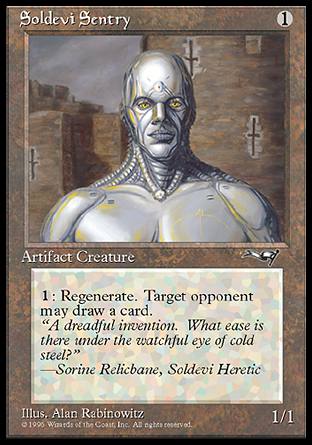 Soldevi Sentry 1
Artifact Creature
1: Regenerate. Target opponent
may draw a card.
"A dreadful invention. What ease is
there under the watchful eye of cold
steel?"
—Sorine Relicbane, Soldevi Heretic
Illus. Alan Rabinowitz
©1996 Wizards of the Coast, Inc. All rights reserved.
1/1